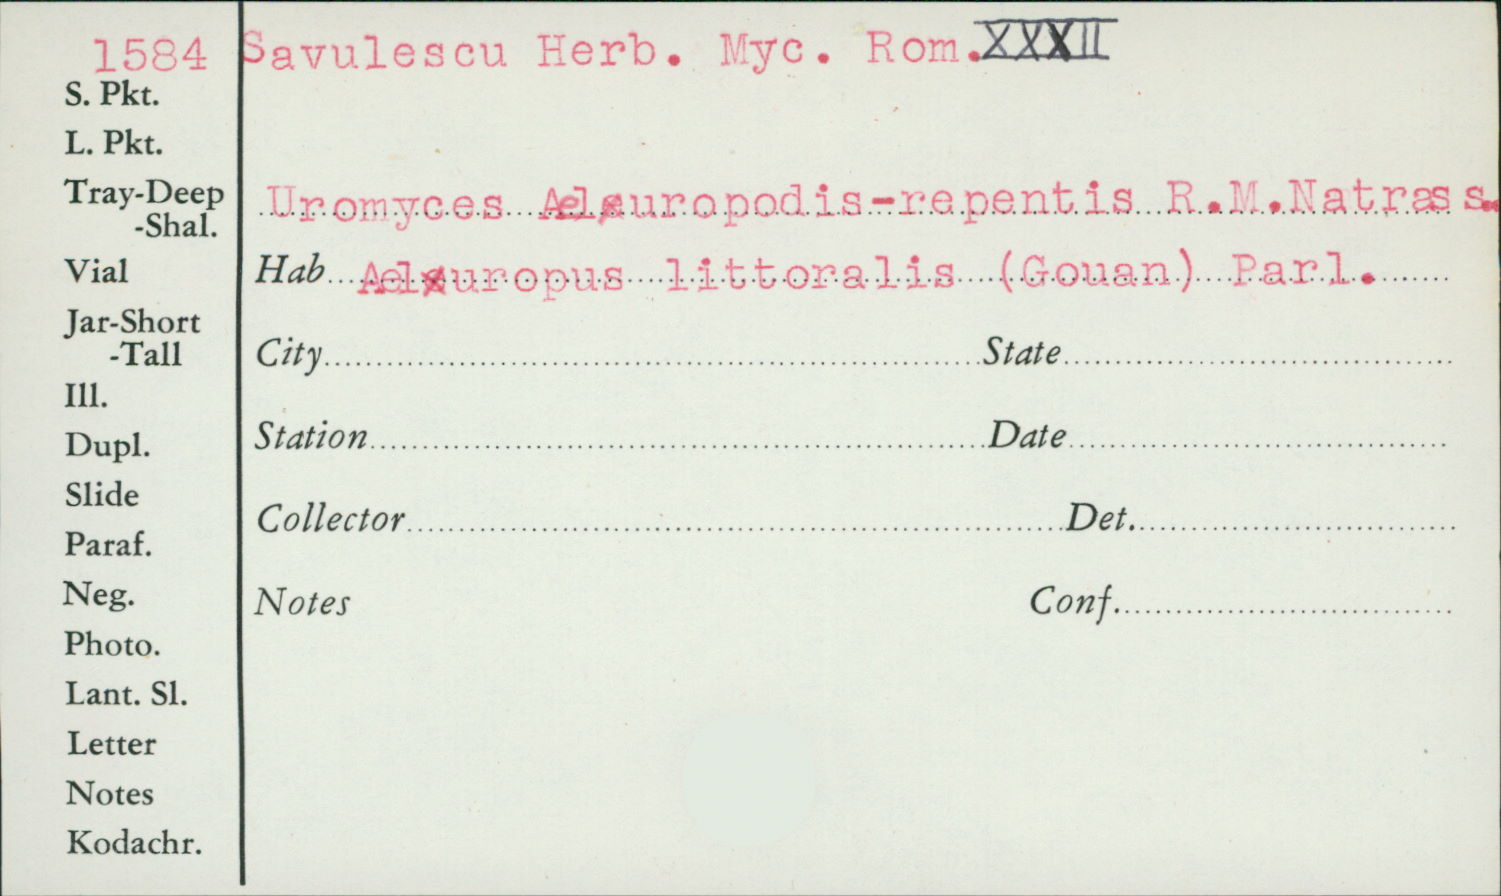 1584 Savulescu Herb. Myc. Rom. XXXII
S. Pkt.
L. Pkt.
Tray-Deep
-Shal.
Uromyces Aeluropodis-repentis R.M.Natrass.
Vial
Hab Aeluropus littoralis (Gouan) Parl.
Jar-Short
-Tall
City State
Ill.
Dupl.
Station Date
Slide
Collector Det.
Paraf.
Neg.
Notes Conf.
Photo.
Lant. Sl.
Letter
Notes
Kodachr.